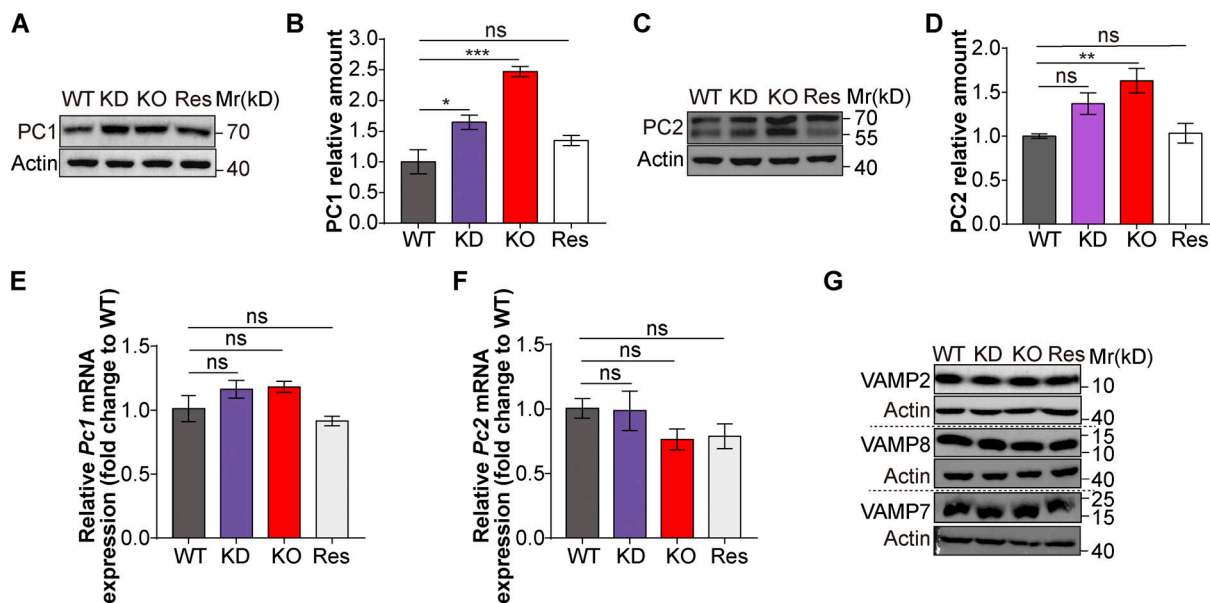 A
WT KD KO Res Mr(kD)
PC1
70
Actin
40
B
PC1 relative amount
3.0
2.5
2.0
1.5
1.0
0.5
0.0
ns
***
*
WT KD KO Res
C
WT KD KO Res Mr(kD)
PC2
70
55
Actin
40
D
PC2 relative amount
2.0
1.5
1.0
0.5
0.0
ns
**
ns
WT KD KO Res
E
Relative Pc1 mRNA
expression (fold change to WT)
1.5
1.0
0.5
0.0
ns
ns
ns
WT KD KO Res
F
Relative Pc2 mRNA
expression (fold change to WT)
1.5
1.0
0.5
0.0
ns
ns
ns
WT KD KO Res
G
WT KD KO Res Mr(kD)
VAMP2
10
Actin
40
VAMP8
15
10
Actin
40
VAMP7
25
15
Actin
40